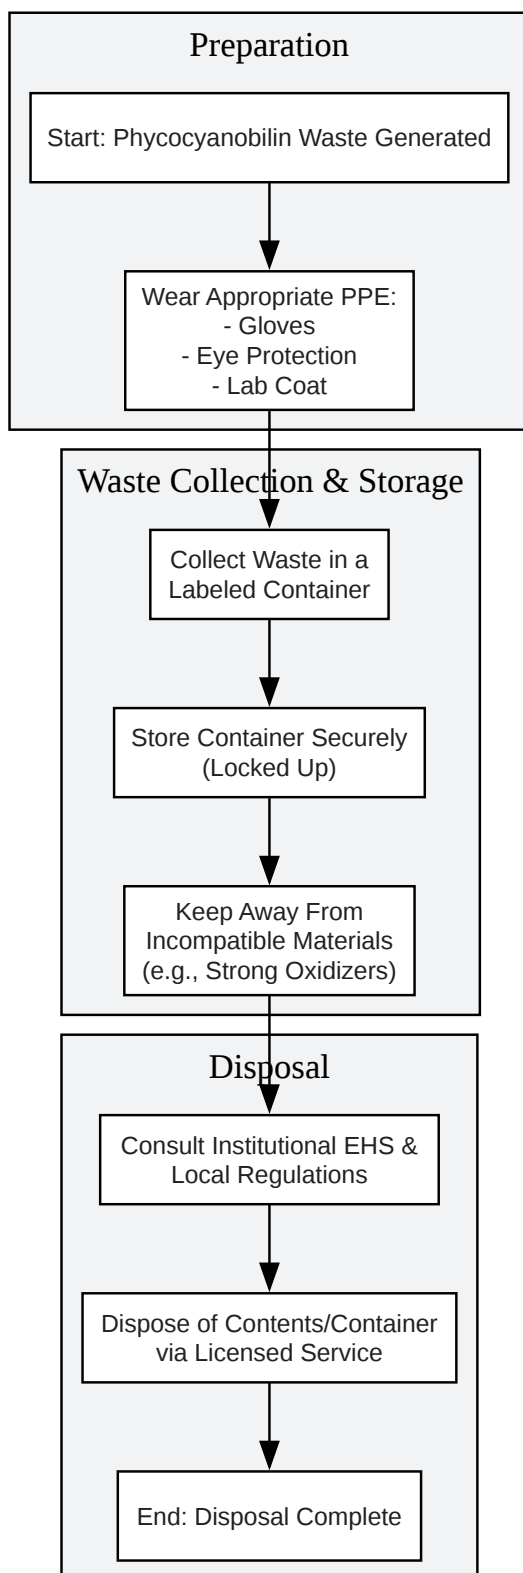 Preparation
Start: Phycocyanobilin Waste Generated
Wear Appropriate PPE:
- Gloves
- Eye Protection
- Lab Coat
Waste Collection & Storage
Collect Waste in a
Labeled Container
Store Container Securely
(Locked Up)
Keep Away From
Incompatible Materials
(e.g., Strong Oxidizers)
Disposal
Consult Institutional EHS &
Local Regulations
Dispose of Contents/Container
via Licensed Service
End: Disposal Complete